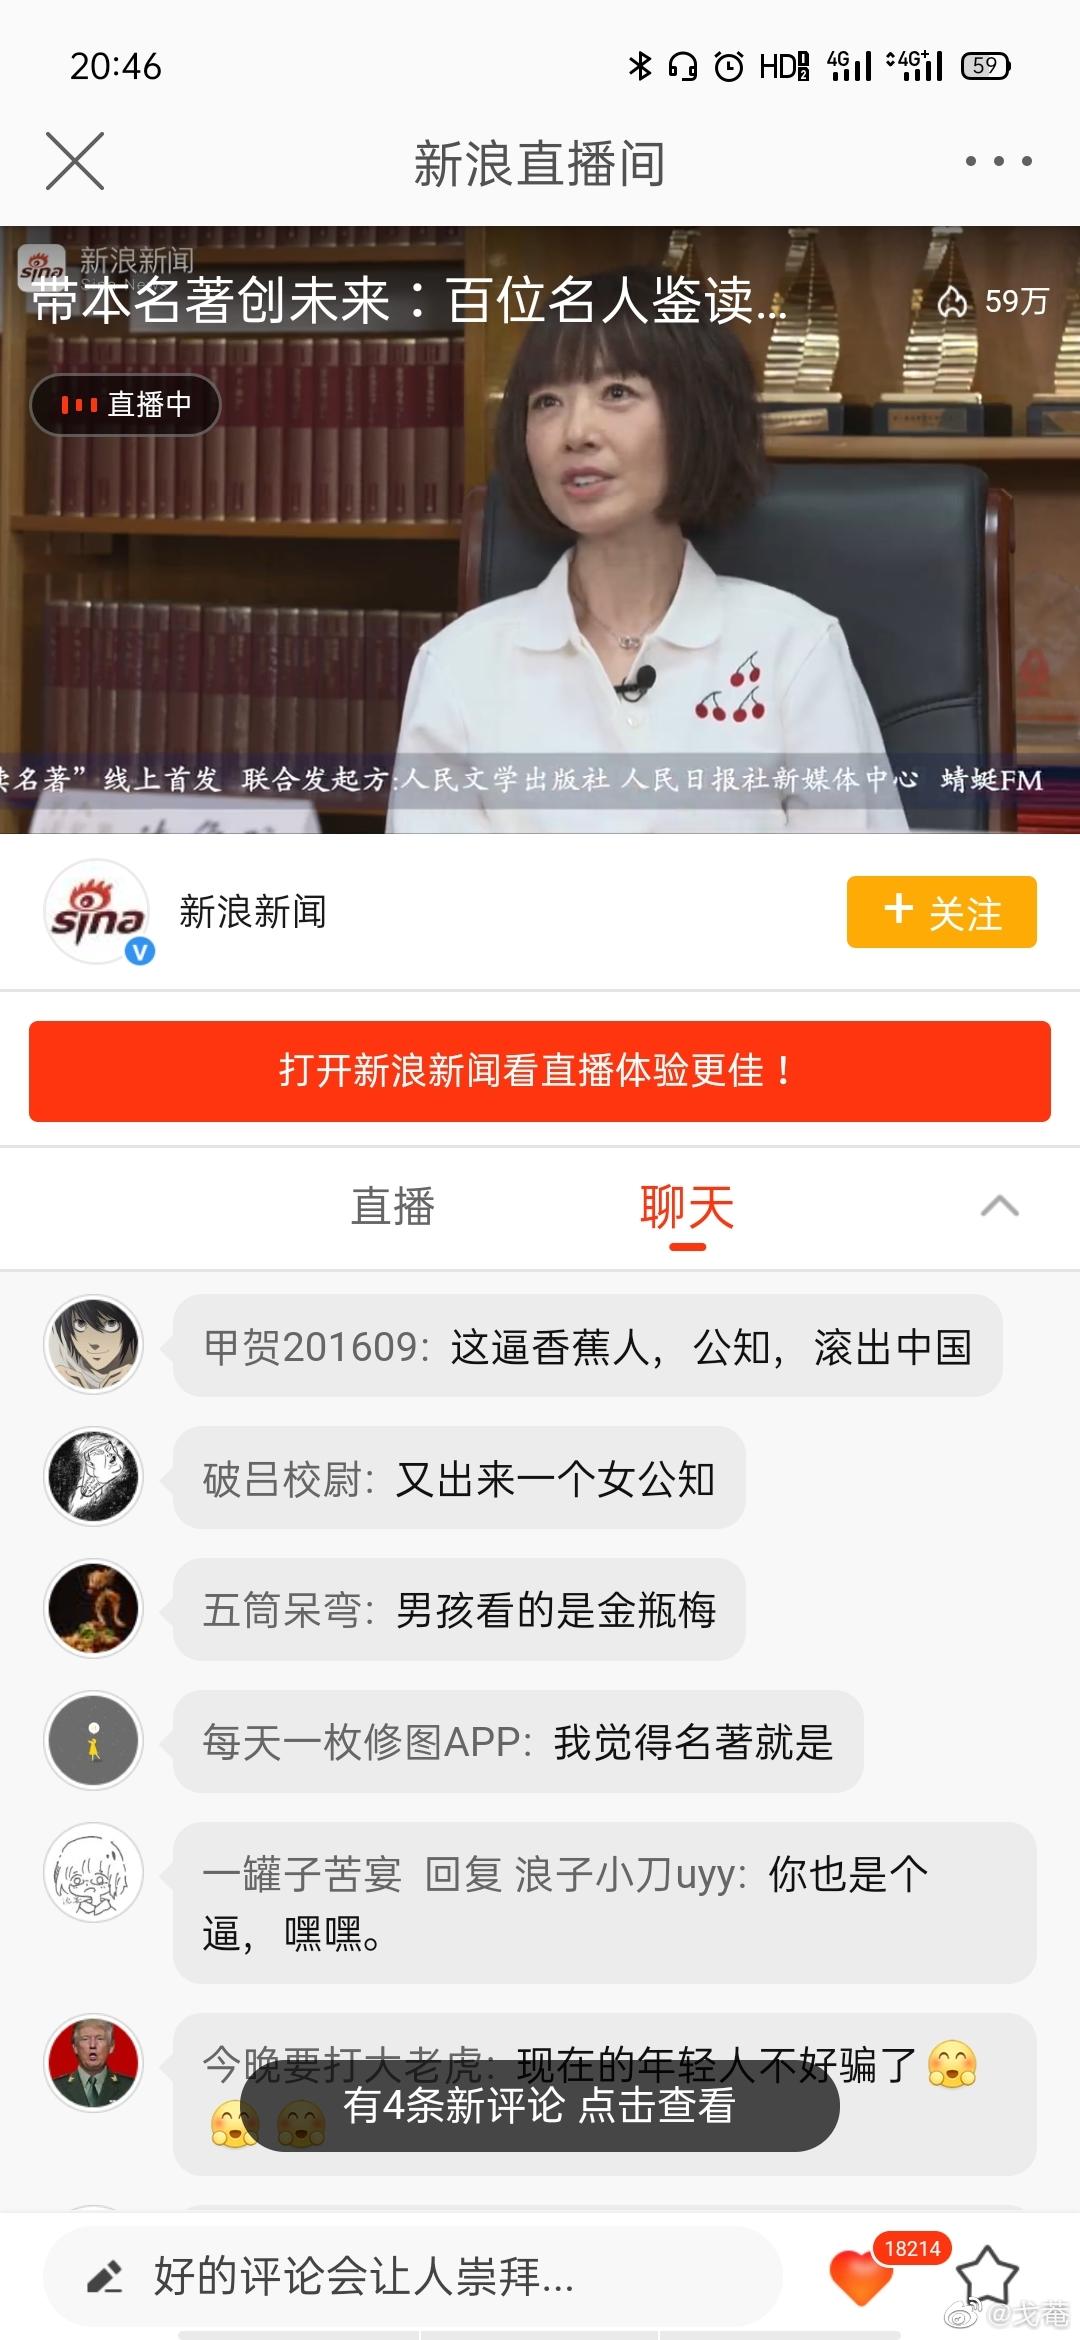 20:46
HD 1 2 4G 4G+ 59
新浪直播间
sina 新浪新闻
带本名著创未来：百位名人鉴读...
59万
直播中
读名著” 线上首发 联合发起方:人民文学出版社 人民日报社新媒体中心 蜻蜓FM
sina
V
新浪新闻
+ 关注
打开新浪新闻看直播体验更佳！
直播 聊天
甲贺201609: 这逼香蕉人，公知，滚出中国
破吕校尉: 又出来一个女公知
五筒呆弯: 男孩看的是金瓶梅
每天一枚修图APP: 我觉得名著就是
一罐子苦宴 回复 浪子小刀uyy: 你也是个
逼，嘿嘿。
今晚要打大老虎: 现在的年轻人不好骗了
有4条新评论 点击查看
好的评论会让人崇拜...
18214
@戈菴